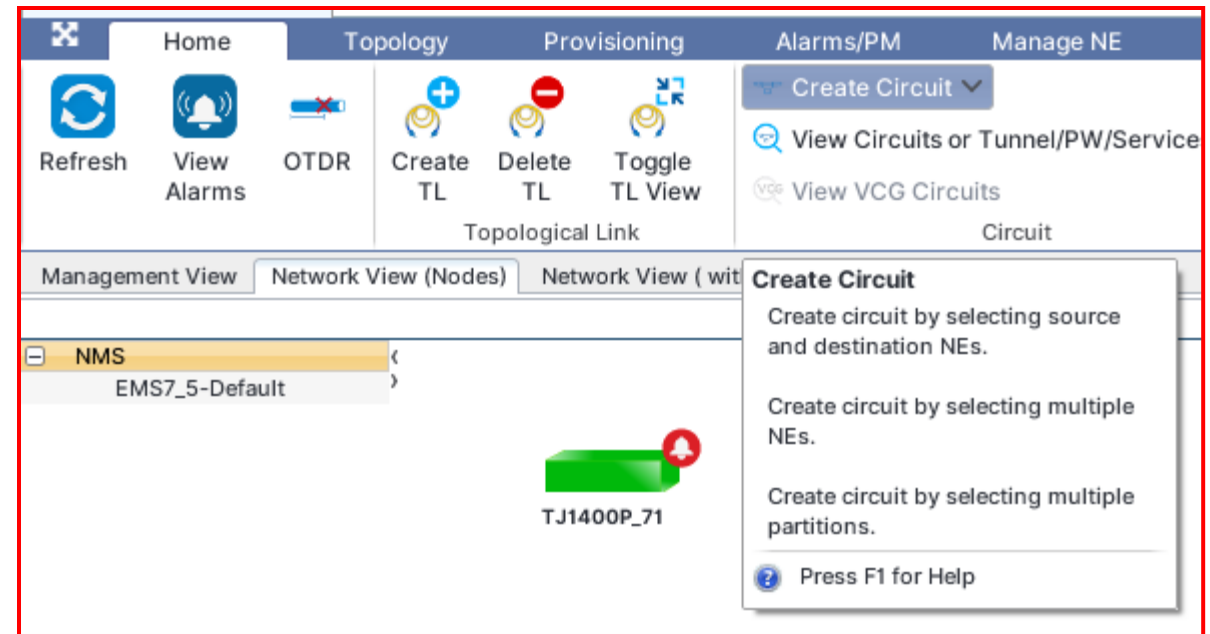 Home Topology Provisioning Alarms/PM Manage NE
Refresh
View
Alarms
OTDR
Create
TL
Delete
TL
Toggle
TL View
Topological Link
Create Circuit
View Circuits or Tunnel/PW/Service
VCG View VCG Circuits
Circuit
Management View Network View (Nodes) Network View ( wit
NMS
EMS7_5-Default
TJ1400P_71
Create Circuit
Create circuit by selecting source
and destination NEs.
Create circuit by selecting multiple
NEs.
Create circuit by selecting multiple
partitions.
? Press F1 for Help